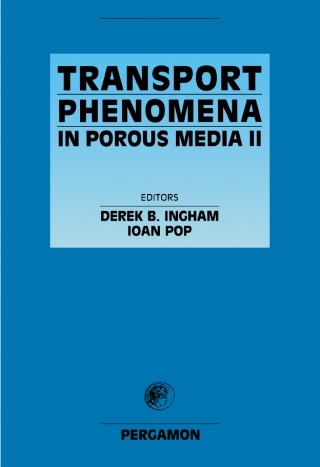 TRANSPORT
PHENOMENA
IN POROUS MEDIA II
EDITORS
DEREK B. INGHAM
IOAN POP
PERGAMON